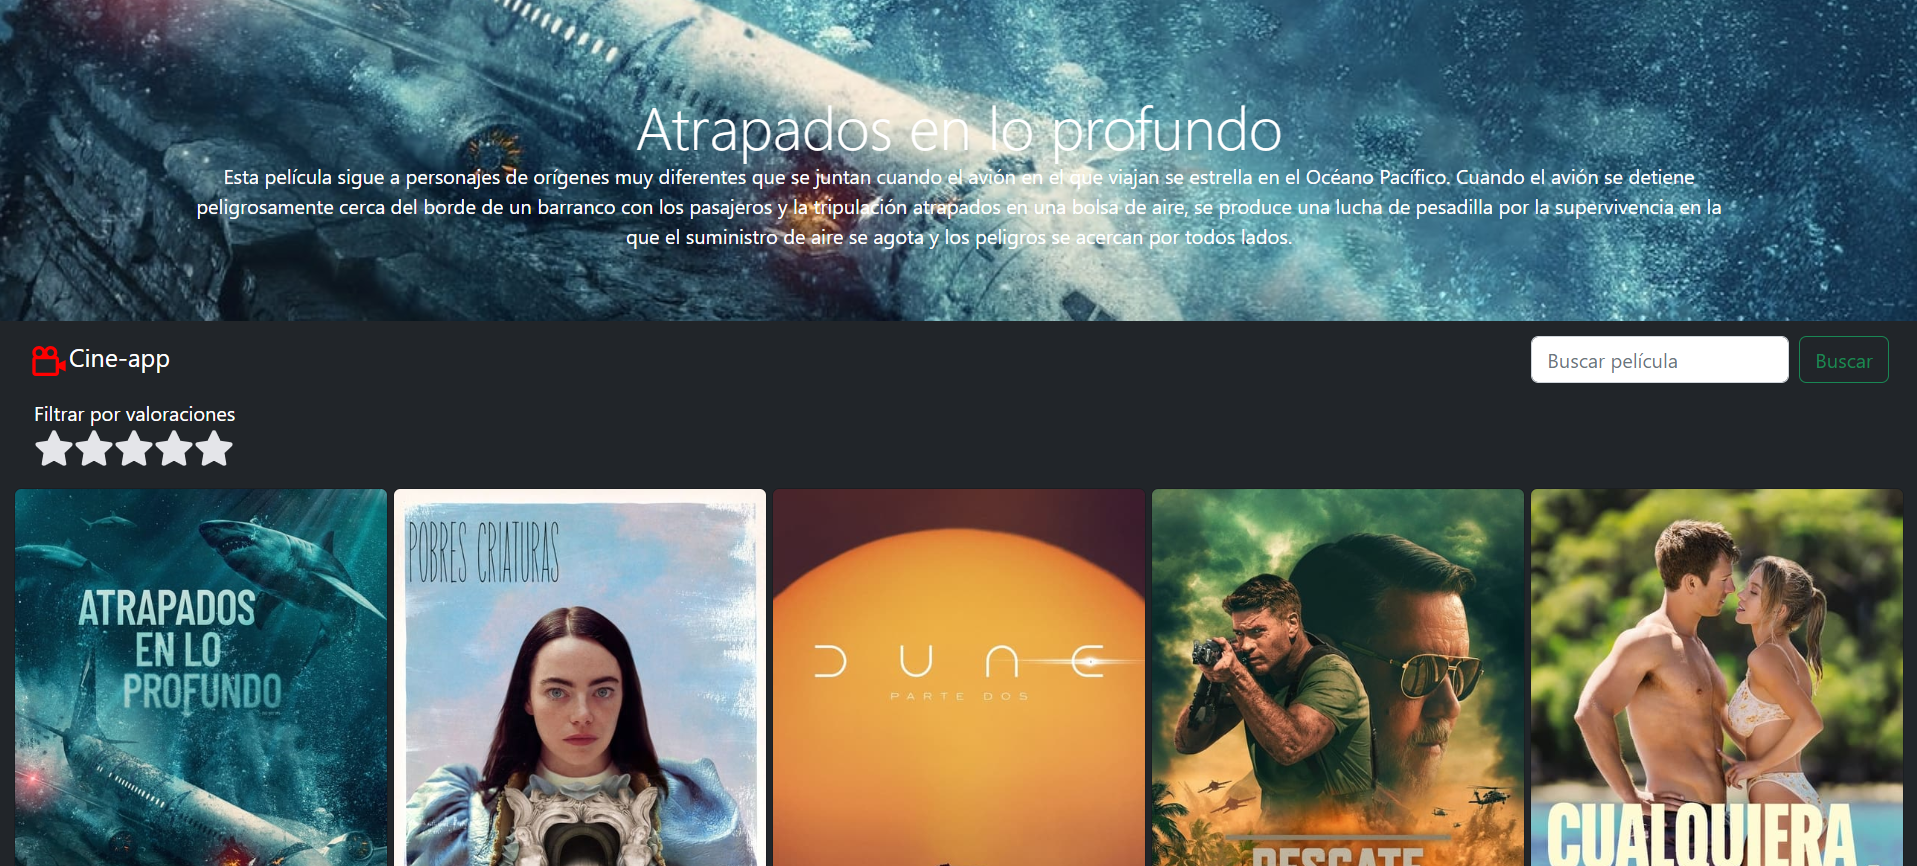 Atrapados en lo profundo
Esta película sigue a personajes de orígenes muy diferentes que se juntan cuando el avión en el que viajan se estrella en el Océano Pacífico. Cuando el avión se detiene
peligrosamente cerca del borde de un barranco con los pasajeros y la tripulación atrapados en una bolsa de aire, se produce una lucha de pesadilla por la supervivencia en la
que el suministro de aire se agota y los peligros se acercan por todos lados.
Cine-app
Buscar película
Buscar
Filtrar por valoraciones
ATRAPADOS
EN LO
PROFUNDO
POBRES CRIATURAS
DUNE
PARTE DOS
RESCATE
CUALQUIERA